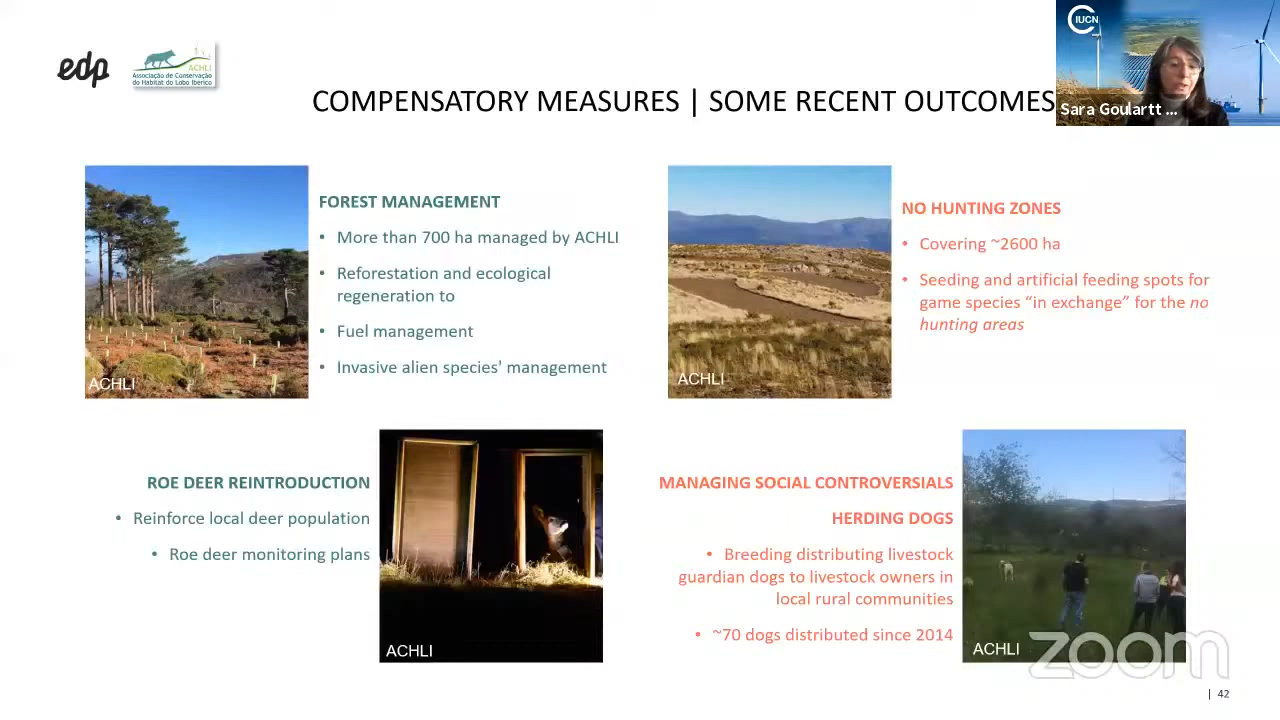 edp
ACHLI
Associação de Conservação
do Habitat do Lobo Ibérico
COMPENSATORY MEASURES | SOME RECENT OUTCOMES
IUCN
Sara Goulartt ...
FOREST MANAGEMENT
• More than 700 ha managed by ACHLI
• Reforestation and ecological
regeneration to
• Fuel management
• Invasive alien species' management
ACHLI
NO HUNTING ZONES
• Covering ~2600 ha
• Seeding and artificial feeding spots for
game species “in exchange” for the no
hunting areas
ACHLI
ROE DEER REINTRODUCTION
• Reinforce local deer population
• Roe deer monitoring plans
ACHLI
MANAGING SOCIAL CONTROVERSIALS
HERDING DOGS
• Breeding distributing livestock
guardian dogs to livestock owners in
local rural communities
• ~70 dogs distributed since 2014
ACHLI
zoom
| 42